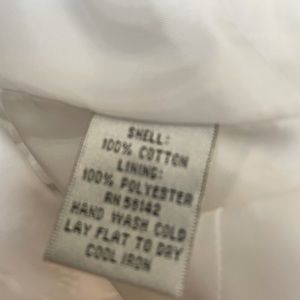 SHELL:
100% COTTON
LINING:
100% POLYESTER
RN 58142
HAND WASH COLD
LAY FLAT TO DRY
COOL IRON